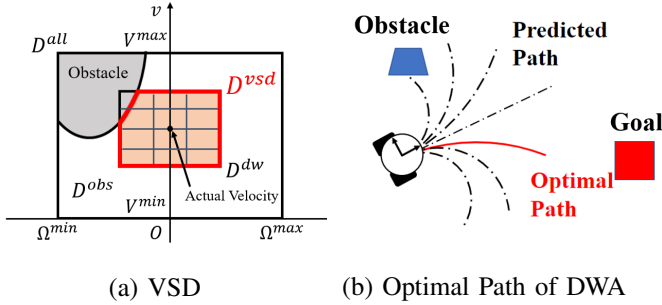 v
D^{all}
V^{max}
Obstacle
D^{vsd}
D^{obs}
D^{dw}
V^{min}
Actual Velocity
Ω^{min}
O
Ω^{max}
(a) VSD
Obstacle
Predicted
Path
Goal
Optimal
Path
(b) Optimal Path of DWA